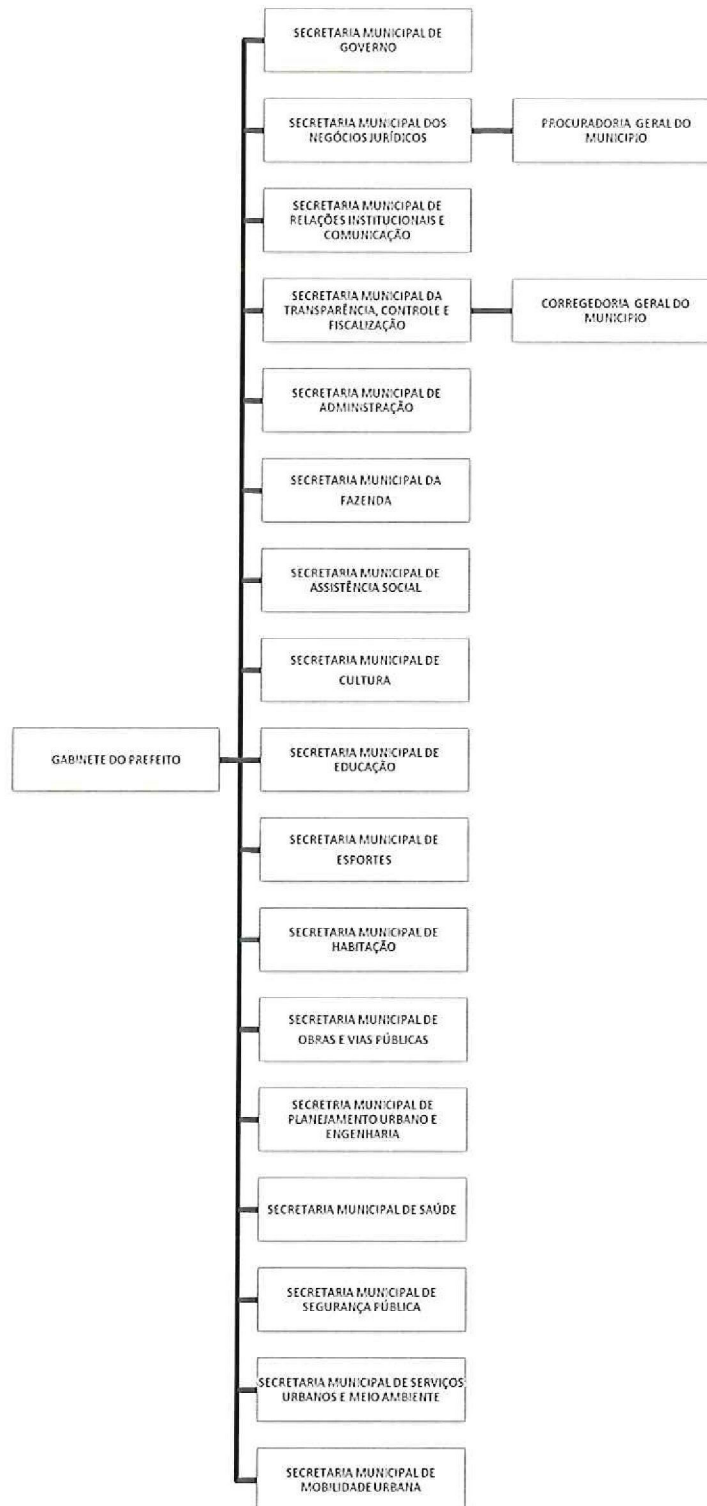 SECRETARIA MUNICIPAL DE
GOVERNO
SECRETARIA MUNICIPAL DOS
NEGÓCIOS JURÍDICOS
PROCURADORIA GERAL DO
MUNICIPIO
SECRETARIA MUNICIPAL DE
RELAÇÕES INSTITUCIONAIS E
COMUNICAÇÃO
SECRETARIA MUNICIPAL DA
TRANSPARÊNCIA, CONTROLE E
FISCALIZAÇÃO
CORREGEDORIA GERAL DO
MUNICIPIO
SECRETARIA MUNICIPAL DE
ADMINISTRAÇÃO
SECRETARIA MUNICIPAL DA
FAZENDA
SECRETARIA MUNICIPAL DE
ASSISTÊNCIA SOCIAL
SECRETARIA MUNICIPAL DE
CULTURA
GABINETE DO PREFEITO
SECRETARIA MUNICIPAL DE
EDUCAÇÃO
SECRETARIA MUNICIPAL DE
ESPORTES
SECRETARIA MUNICIPAL DE
HABITAÇÃO
SECRETARIA MUNICIPAL DE
OBRAS E VIAS PÚBLICAS
SECRETRIA MUNICIPAL DE
PLANEJAMENTO URBANO E
ENGENHARIA
SECRETARIA MUNICIPAL DE SAÚDE
SECRETARIA MUNICIPAL DE
SEGURANÇA PÚBLICA
SECRETARIA MUNICIPAL DE SERVIÇOS
URBANOS E MEIO AMBIENTE
SECRETARIA MUNICIPAL DE
MOBILIDADE URBANA